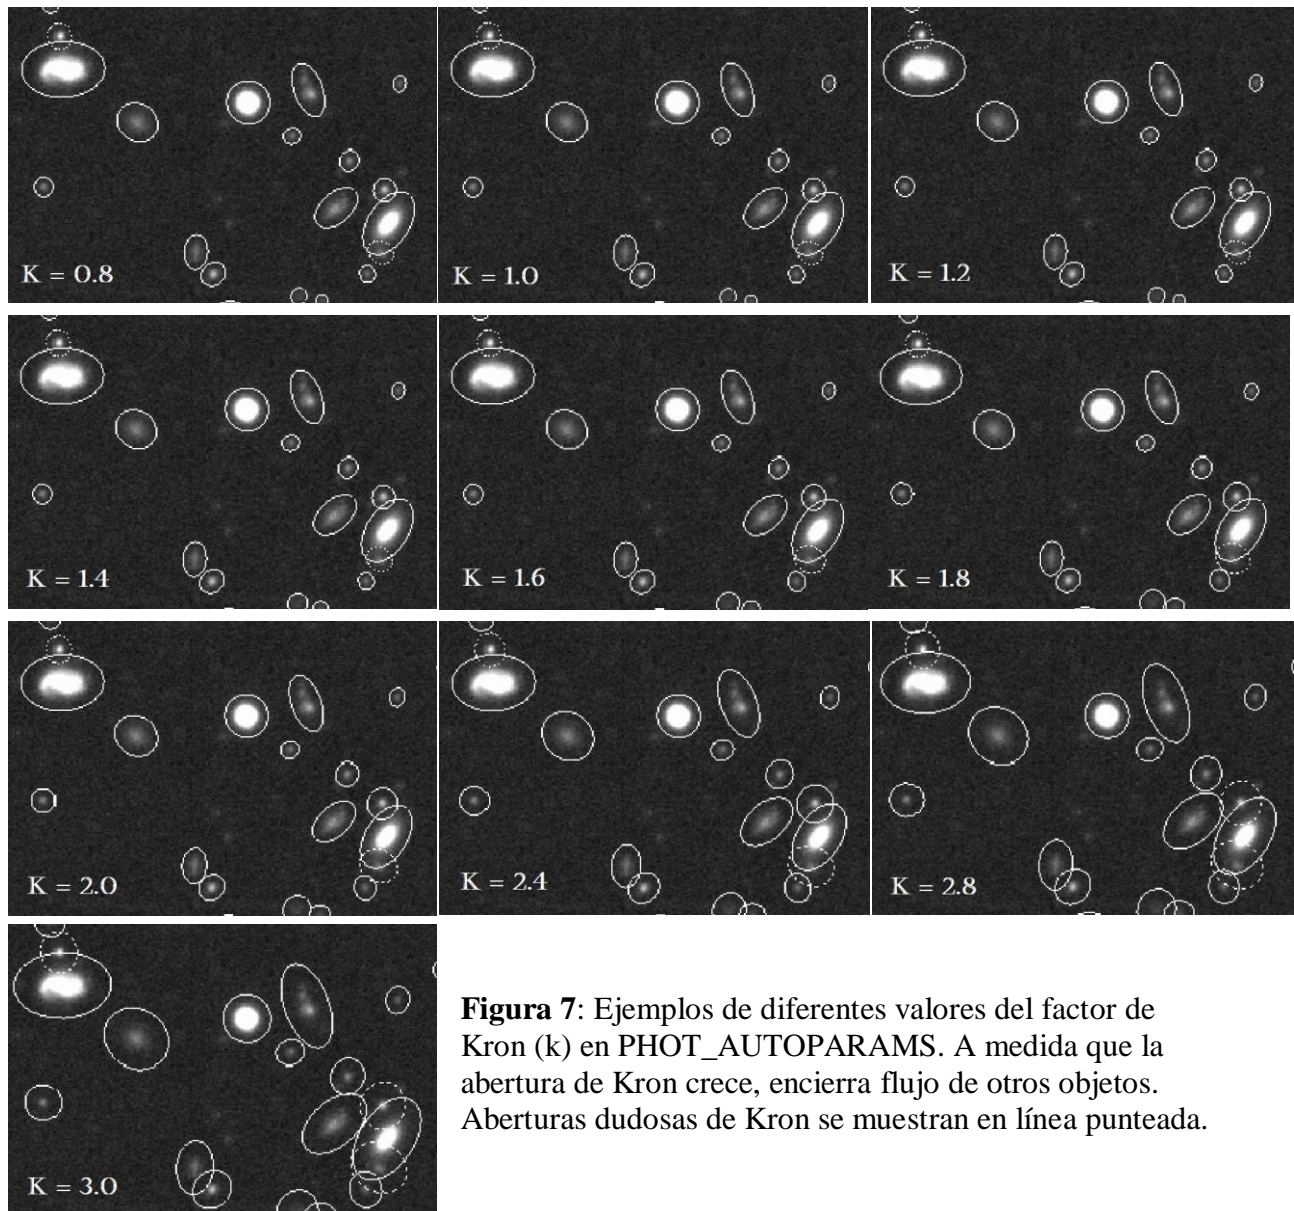 K = 0.8
K = 1.0
K = 1.2
K = 1.4
K = 1.6
K = 1.8
K = 2.0
K = 2.4
K = 2.8
K = 3.0
Figura 7: Ejemplos de diferentes valores del factor de
Kron (k) en PHOT_AUTOPARAMS. A medida que la
abertura de Kron crece, encierra flujo de otros objetos.
Aberturas dudosas de Kron se muestran en línea punteada.